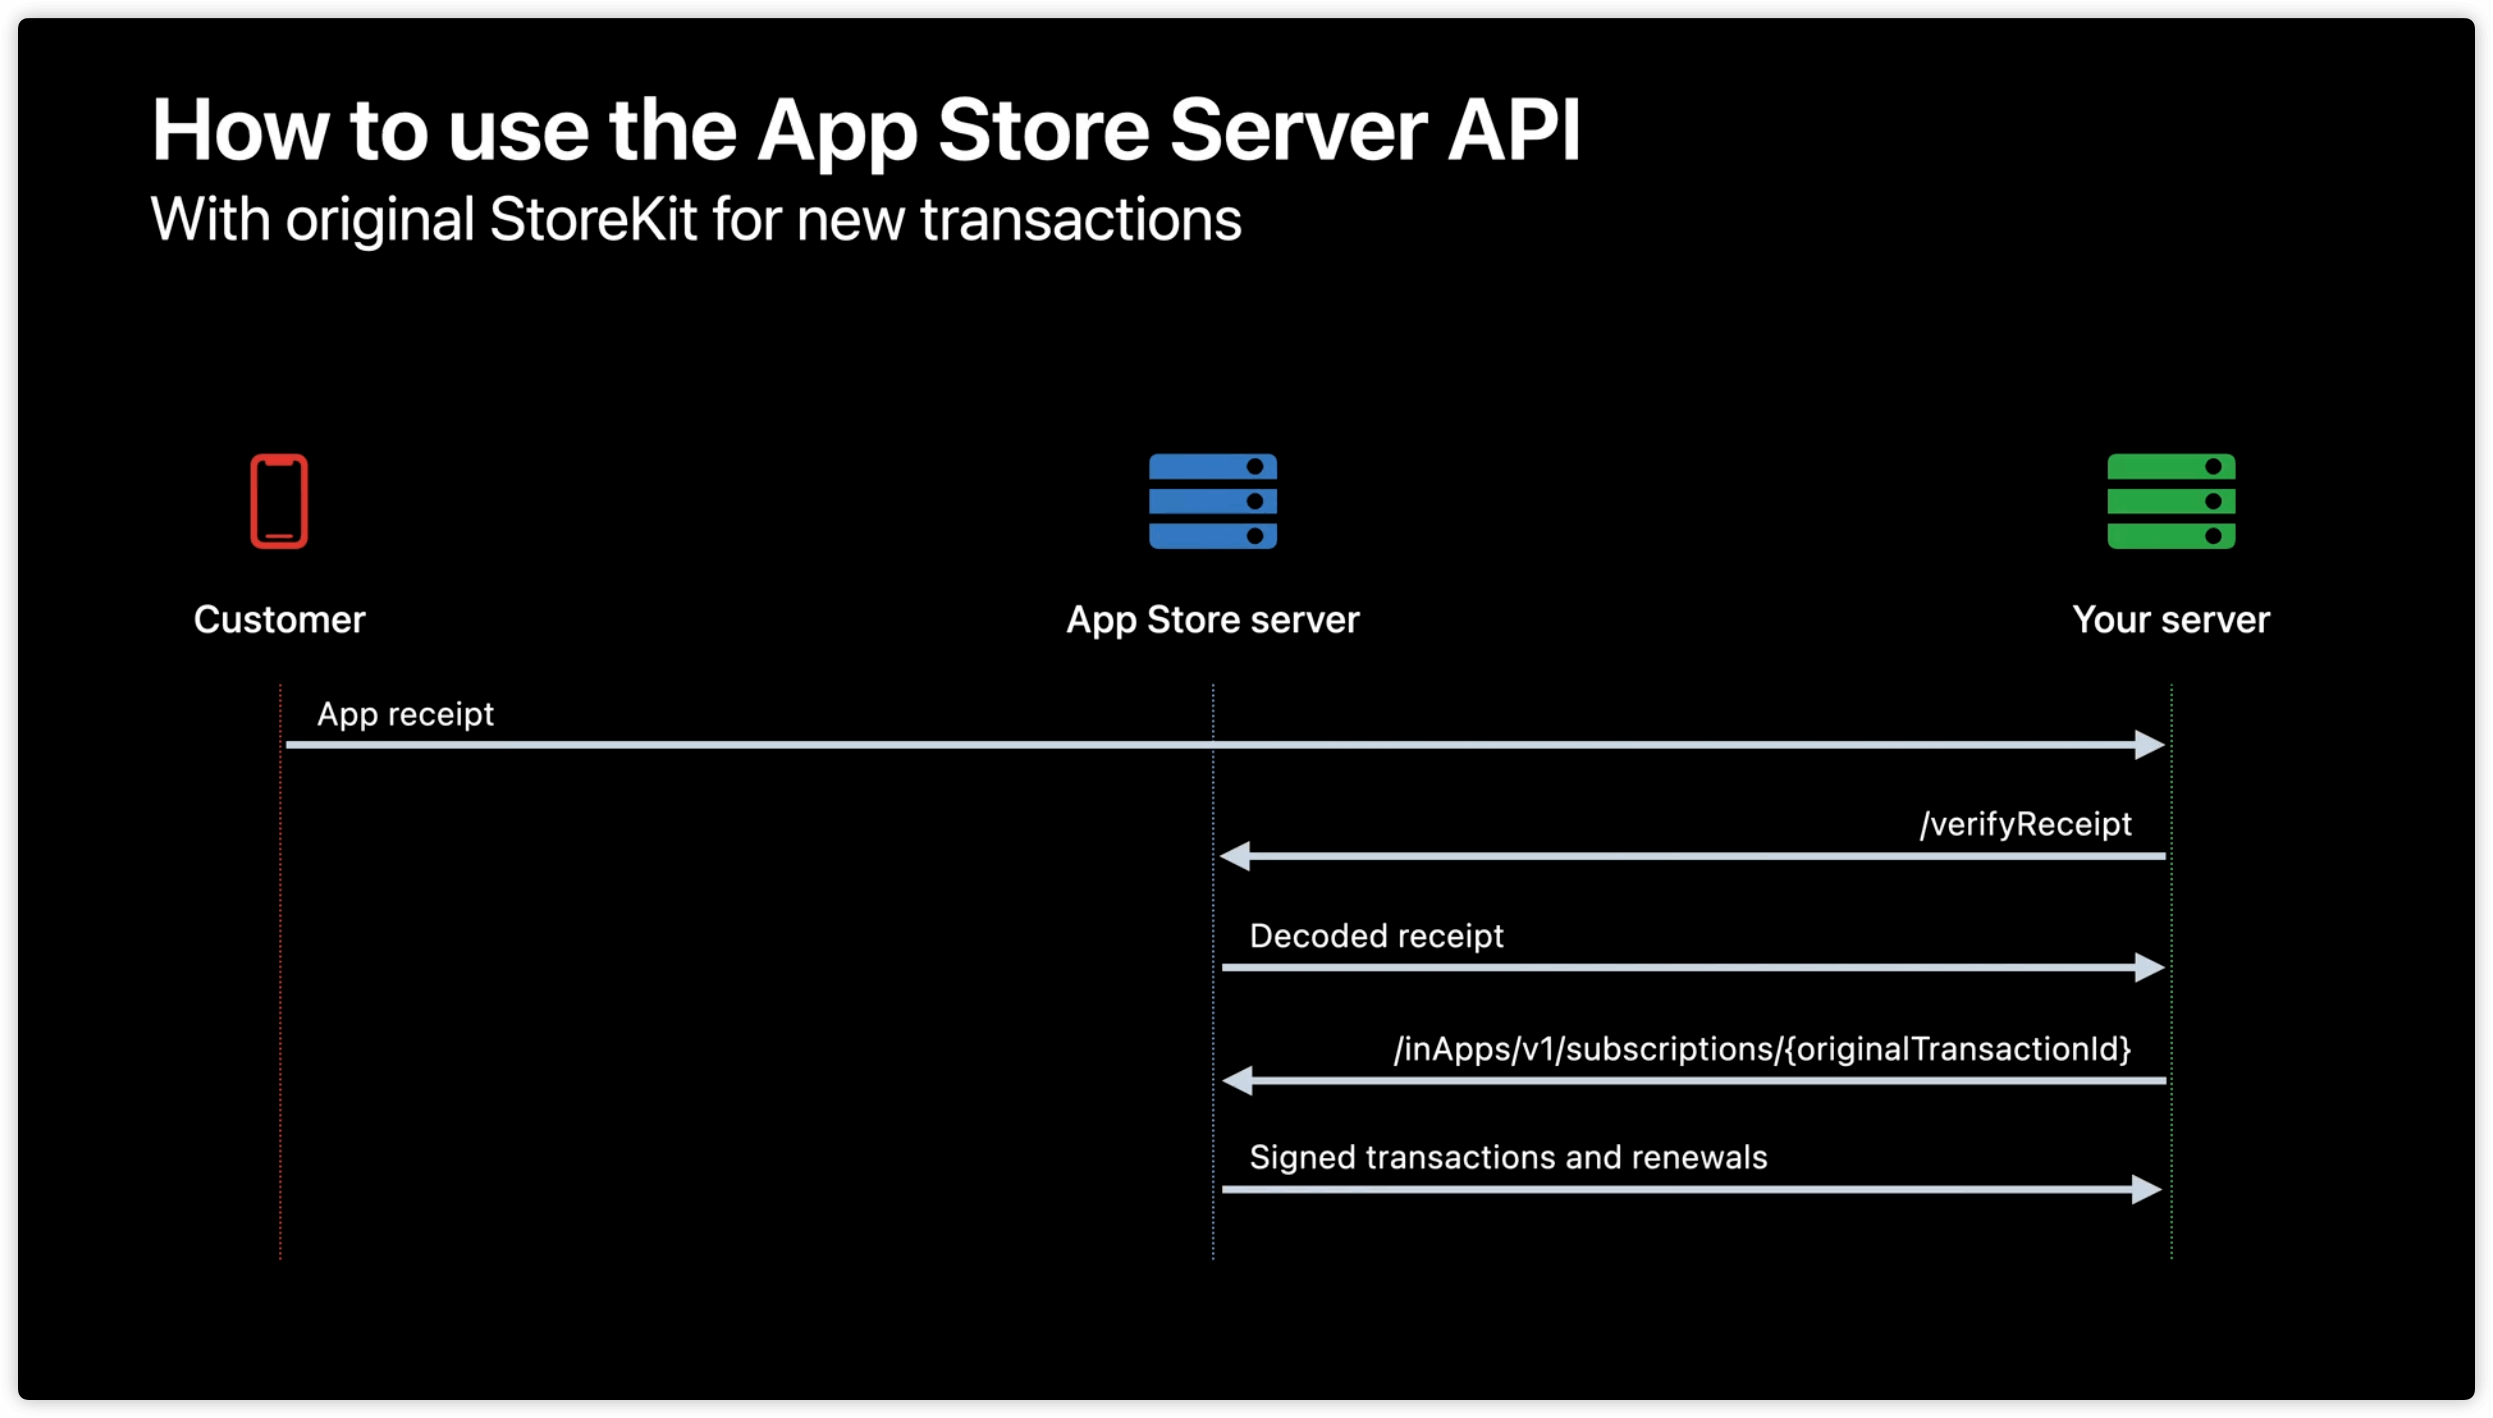 How to use the App Store Server API
With original StoreKit for new transactions
Customer
App Store server
Your server
App receipt
/verifyReceipt
Decoded receipt
/inApps/v1/subscriptions/{originalTransactionId}
Signed transactions and renewals